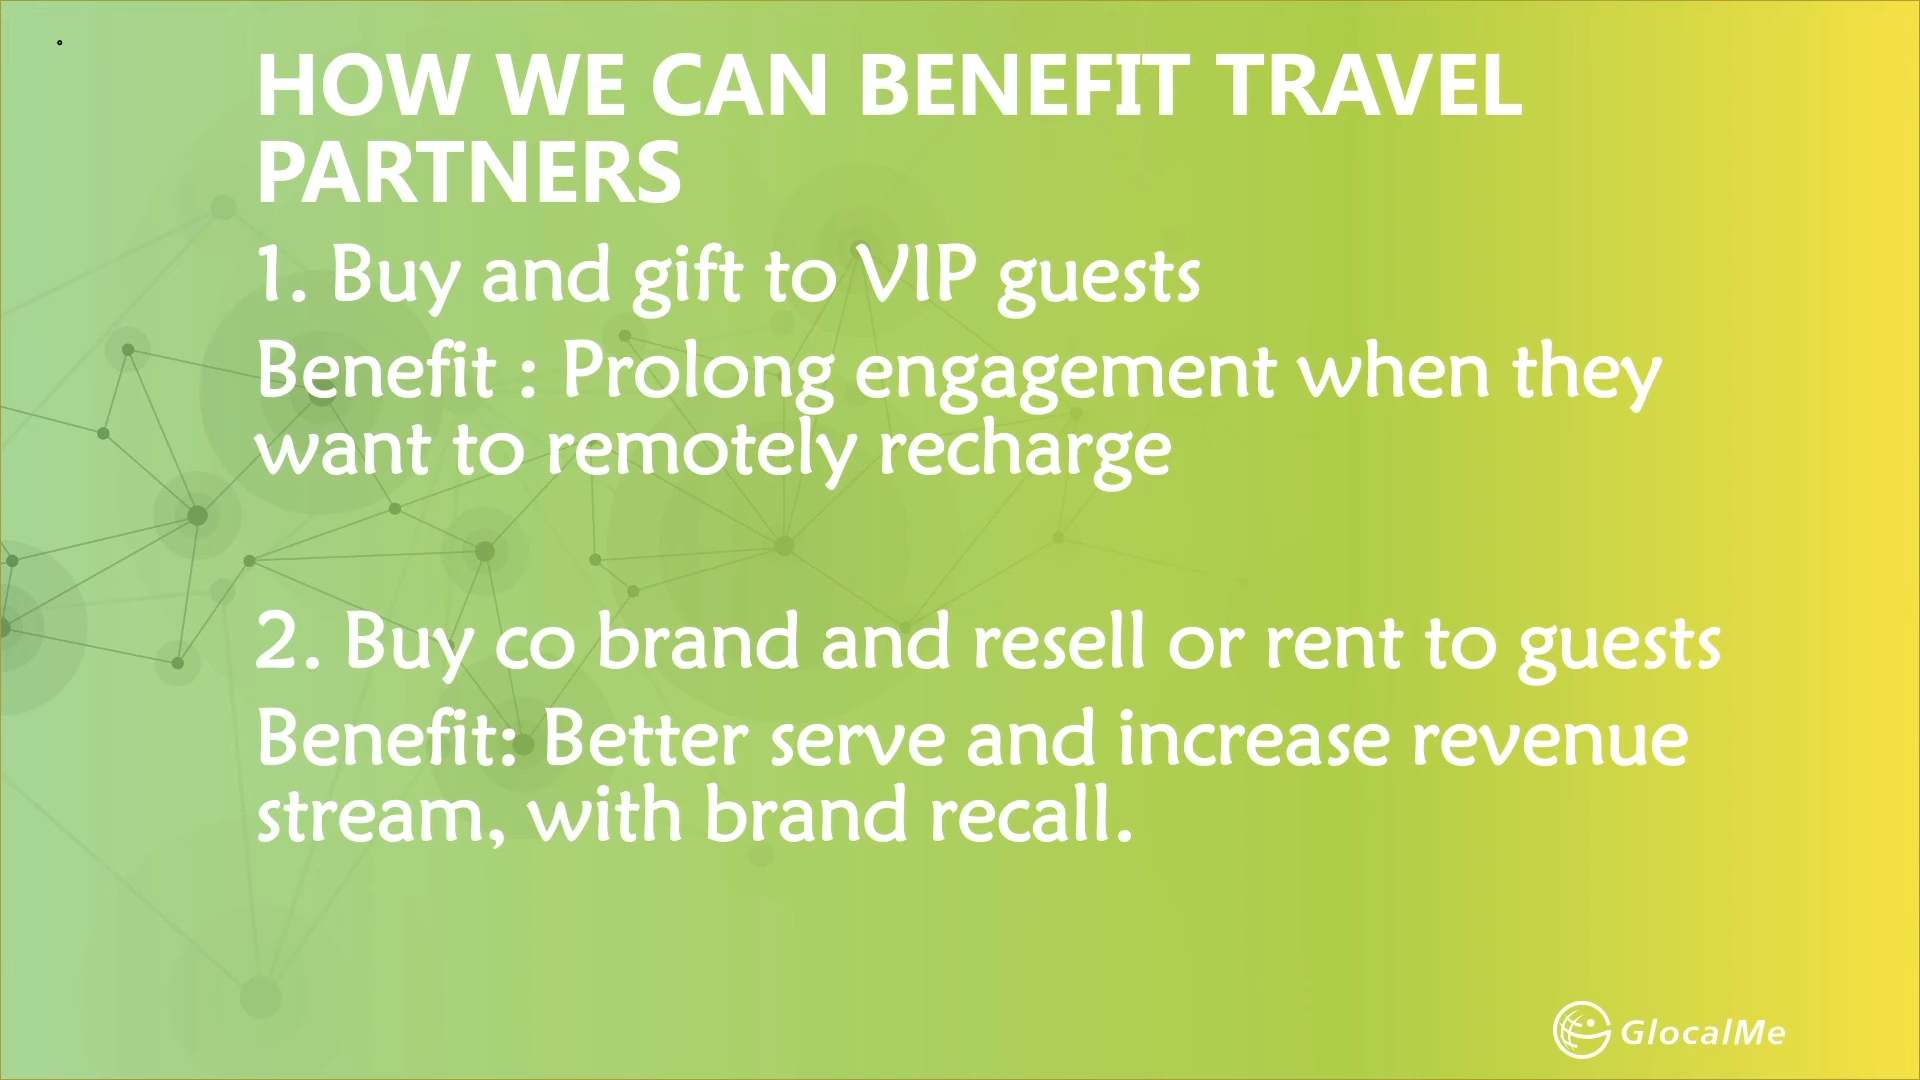 HOW WE CAN BENEFIT TRAVEL
PARTNERS
1. Buy and gift to VIP guests
Benefit : Prolong engagement when they
want to remotely recharge
2. Buy co brand and resell or rent to guests
Benefit: Better serve and increase revenue
stream, with brand recall.
GlocalMe